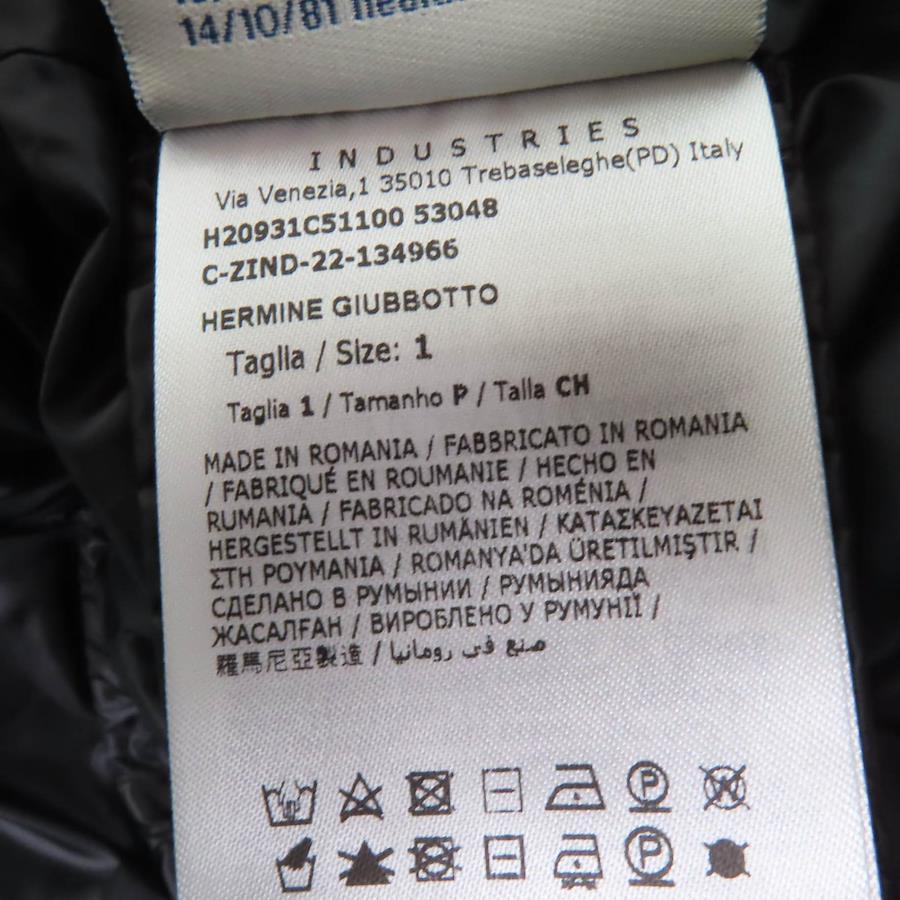 14/10/81
INDUSTRIES
Via Venezia,1 35010 Trebaseleghe(PD) Italy
H20931C51100 53048
C-ZIND-22-134966
HERMINE GIUBBOTTO
Taglia / Size: 1
Taglia 1 / Tamanho P / Talla CH
MADE IN ROMANIA / FABBRICATO IN ROMANIA
/ FABRIQUÉ EN ROUMANIE / HECHO EN
RUMANIA / FABRICADO NA ROMÉNIA /
HERGESTELLT IN RUMÄNIEN / ΚΑΤΑΣΚΕΥΑΖΕΤΑΙ
ΣΤΗ ΡΟΥΜΑΝΙΑ / ROMANYA'DA ÜRETILMIŞTIR /
СДЕЛАНО В РУМЫНИИ / РУМЫНИЯДА
ЖАСАЛҒАН / ВИРОБЛЕНО У РУМУНІЇ /
羅馬尼亞製造 / صنع في رومانيا
P
P